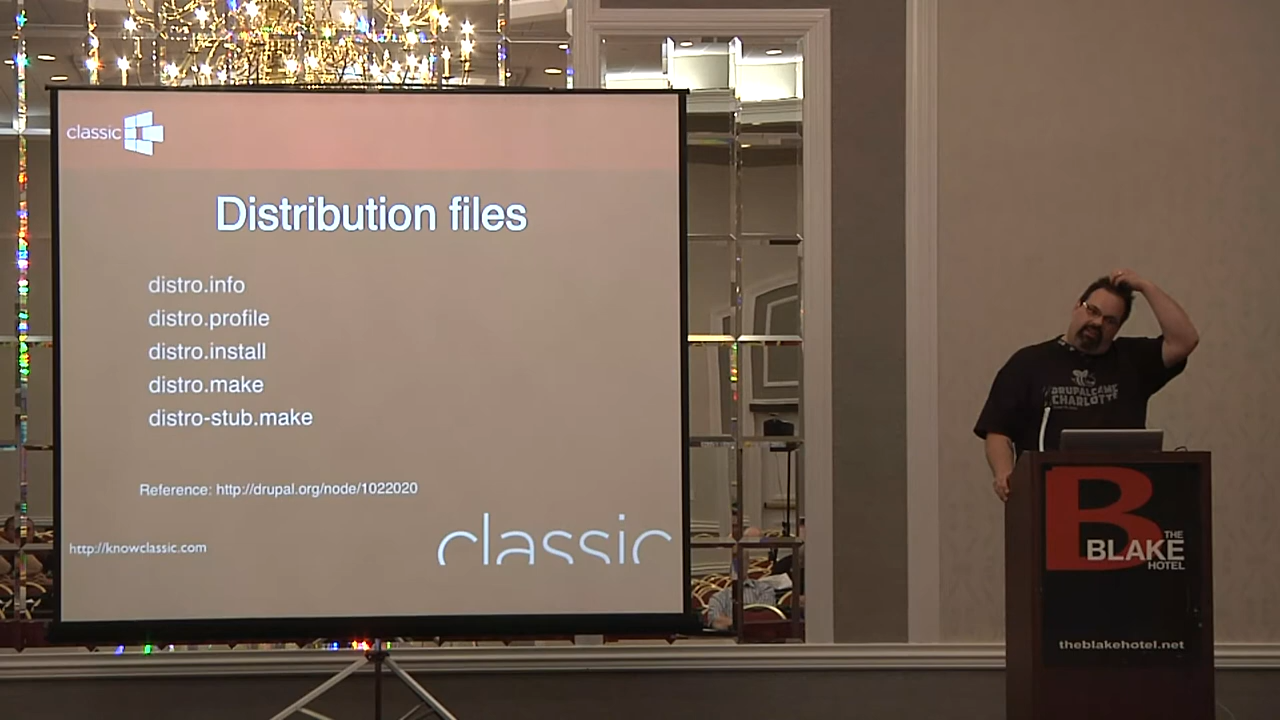 classic
Distribution files
distro.info
distro.profile
distro.install
distro.make
distro-stub.make
Reference: http://drupal.org/node/1022020
http://knowclassic.com
classic
DRUPALCAMP
CHARLOTTE
B
THE
BLAKE
HOTEL
theblakehotel.net